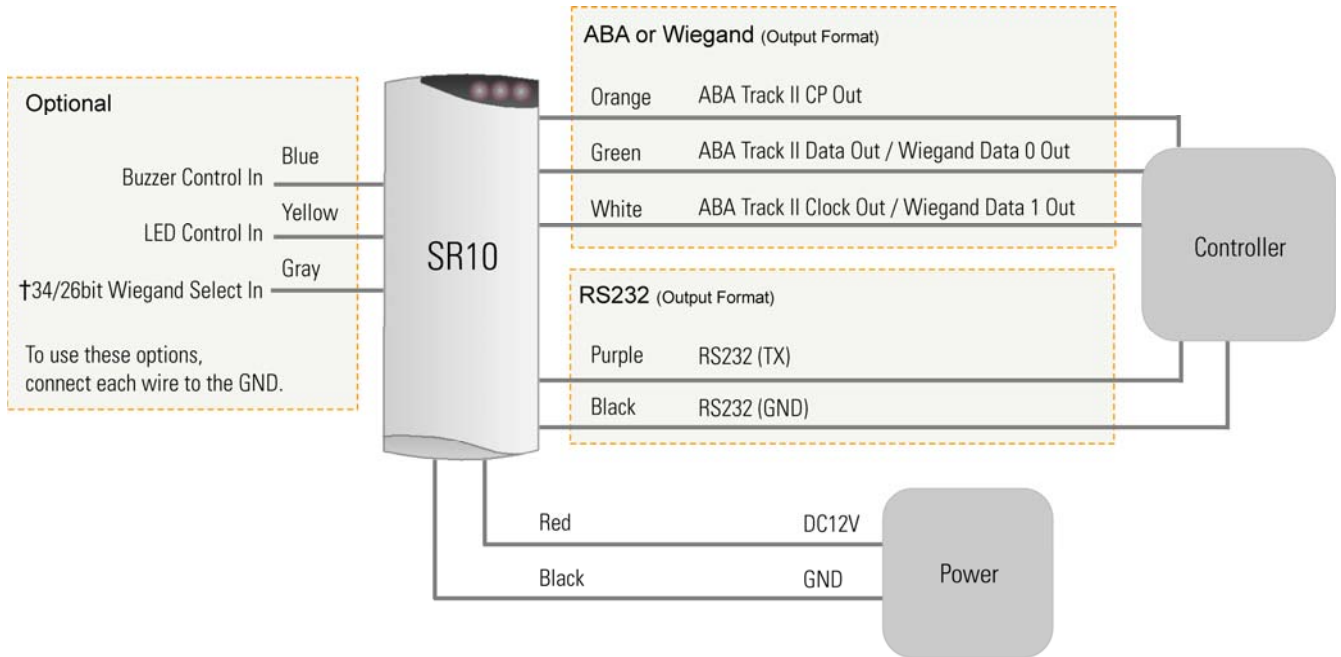 Optional
Blue
Buzzer Control In
Yellow
LED Control In
Gray
†34/26bit Wiegand Select In
To use these options,
connect each wire to the GND.
SR10
ABA or Wiegand (Output Format)
Orange ABA Track II CP Out
Green ABA Track II Data Out / Wiegand Data 0 Out
White ABA Track II Clock Out / Wiegand Data 1 Out
RS232 (Output Format)
Purple RS232 (TX)
Black RS232 (GND)
Controller
Red DC12V
Black GND
Power